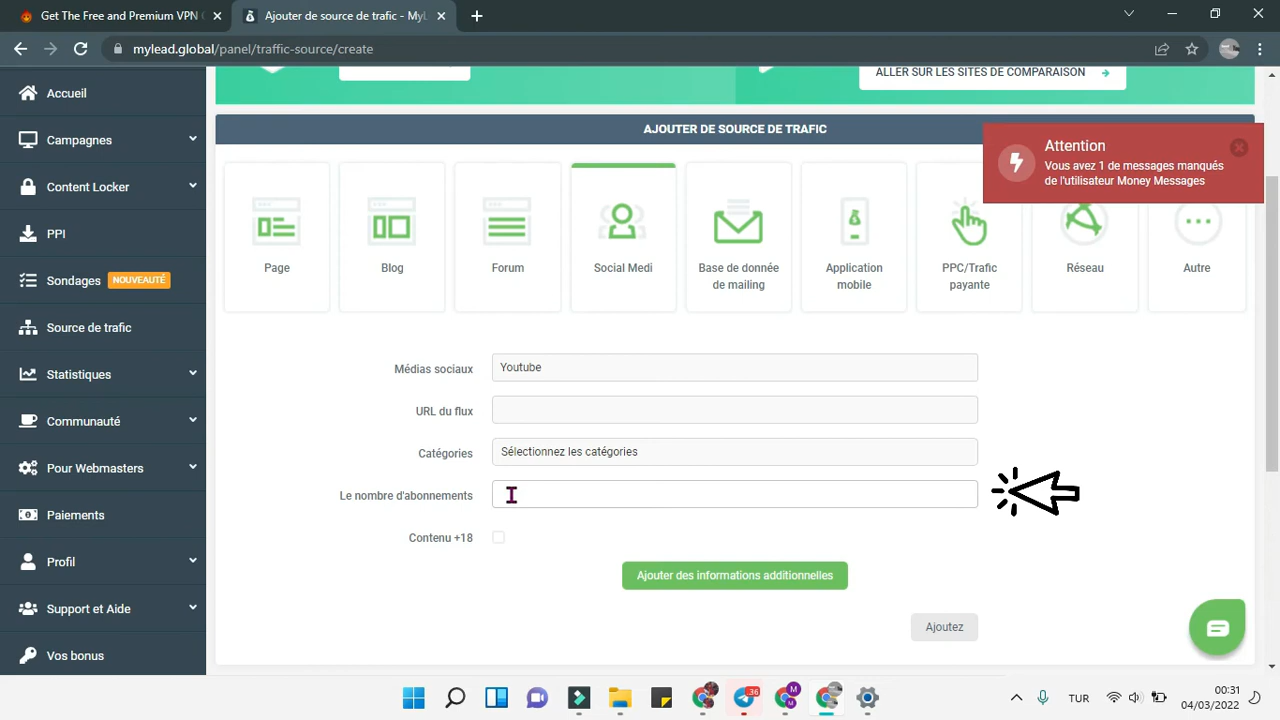 Get The Free and Premium VPN
Ajouter de source de trafic - MyL
mylead.global/panel/traffic-source/create
ALLER SUR LES SITES DE COMPARAISON
AJOUTER DE SOURCE DE TRAFIC
Attention
Vous avez 1 de messages manqués
de l'utilisateur Money Messages
Accueil
Campagnes
Content Locker
PPI
Sondages NOUVEAUTÉ
Source de trafic
Statistiques
Communauté
Pour Webmasters
Paiements
Profil
Support et Aide
Vos bonus
Page
Blog
Forum
Social Medi
Base de donnée
de mailing
Application
mobile
PPC/Trafic
payante
Réseau
Autre
Médias sociaux Youtube
URL du flux
Catégories Sélectionnez les catégories
Le nombre d'abonnements
Contenu +18
Ajouter des informations additionnelles
Ajoutez
36
M
M
TUR
00:31
04/03/2022